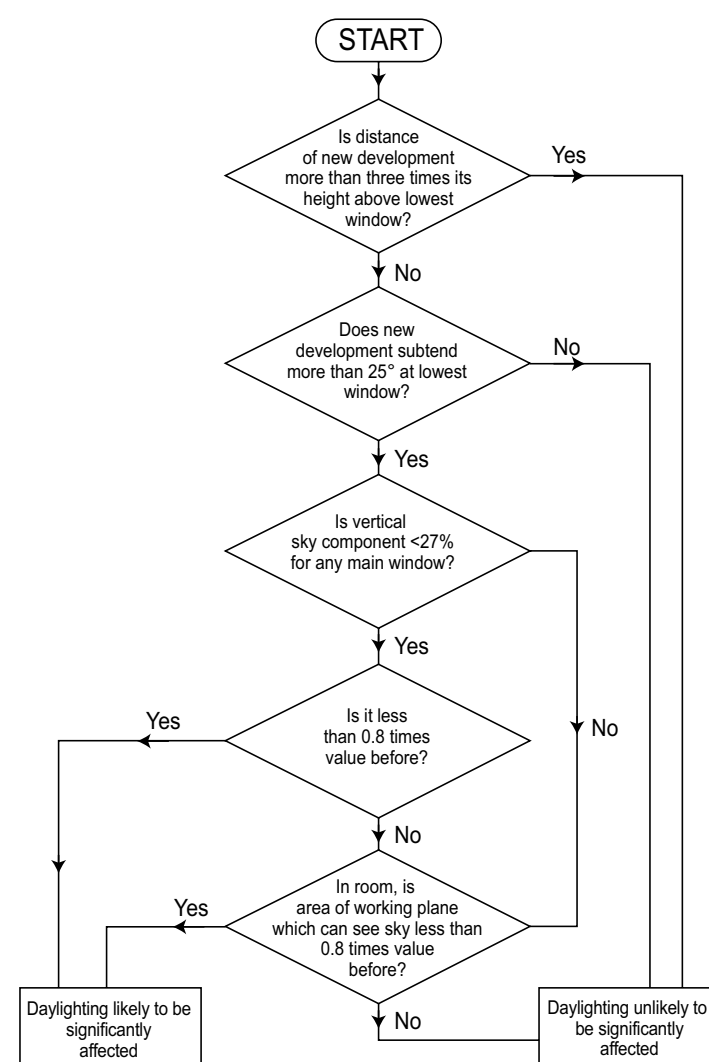 START
Is distance
of new development
more than three times its
height above lowest
window?
Yes
No
Does new
development subtend
more than 25° at lowest
window?
No
Yes
Is vertical
sky component <27%
for any main window?
Yes
Is it less
than 0.8 times
value before?
Yes
No
No
In room, is
area of working plane
which can see sky less than
0.8 times value
before?
Yes
No
Daylighting likely to be
significantly
affected
Daylighting unlikely to
be significantly
affected